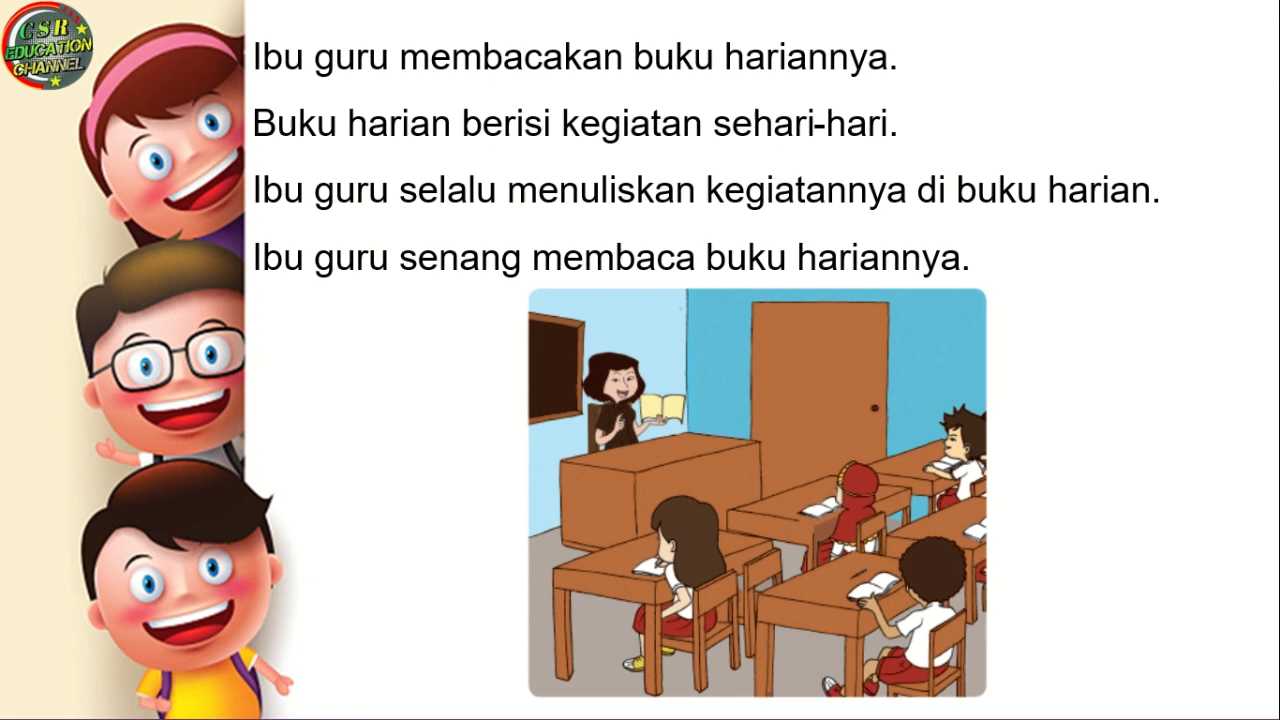 CSR
EDUCATION
CHANNEL
Ibu guru membacakan buku hariannya.
Buku harian berisi kegiatan sehari-hari.
Ibu guru selalu menuliskan kegiatannya di buku harian.
Ibu guru senang membaca buku hariannya.